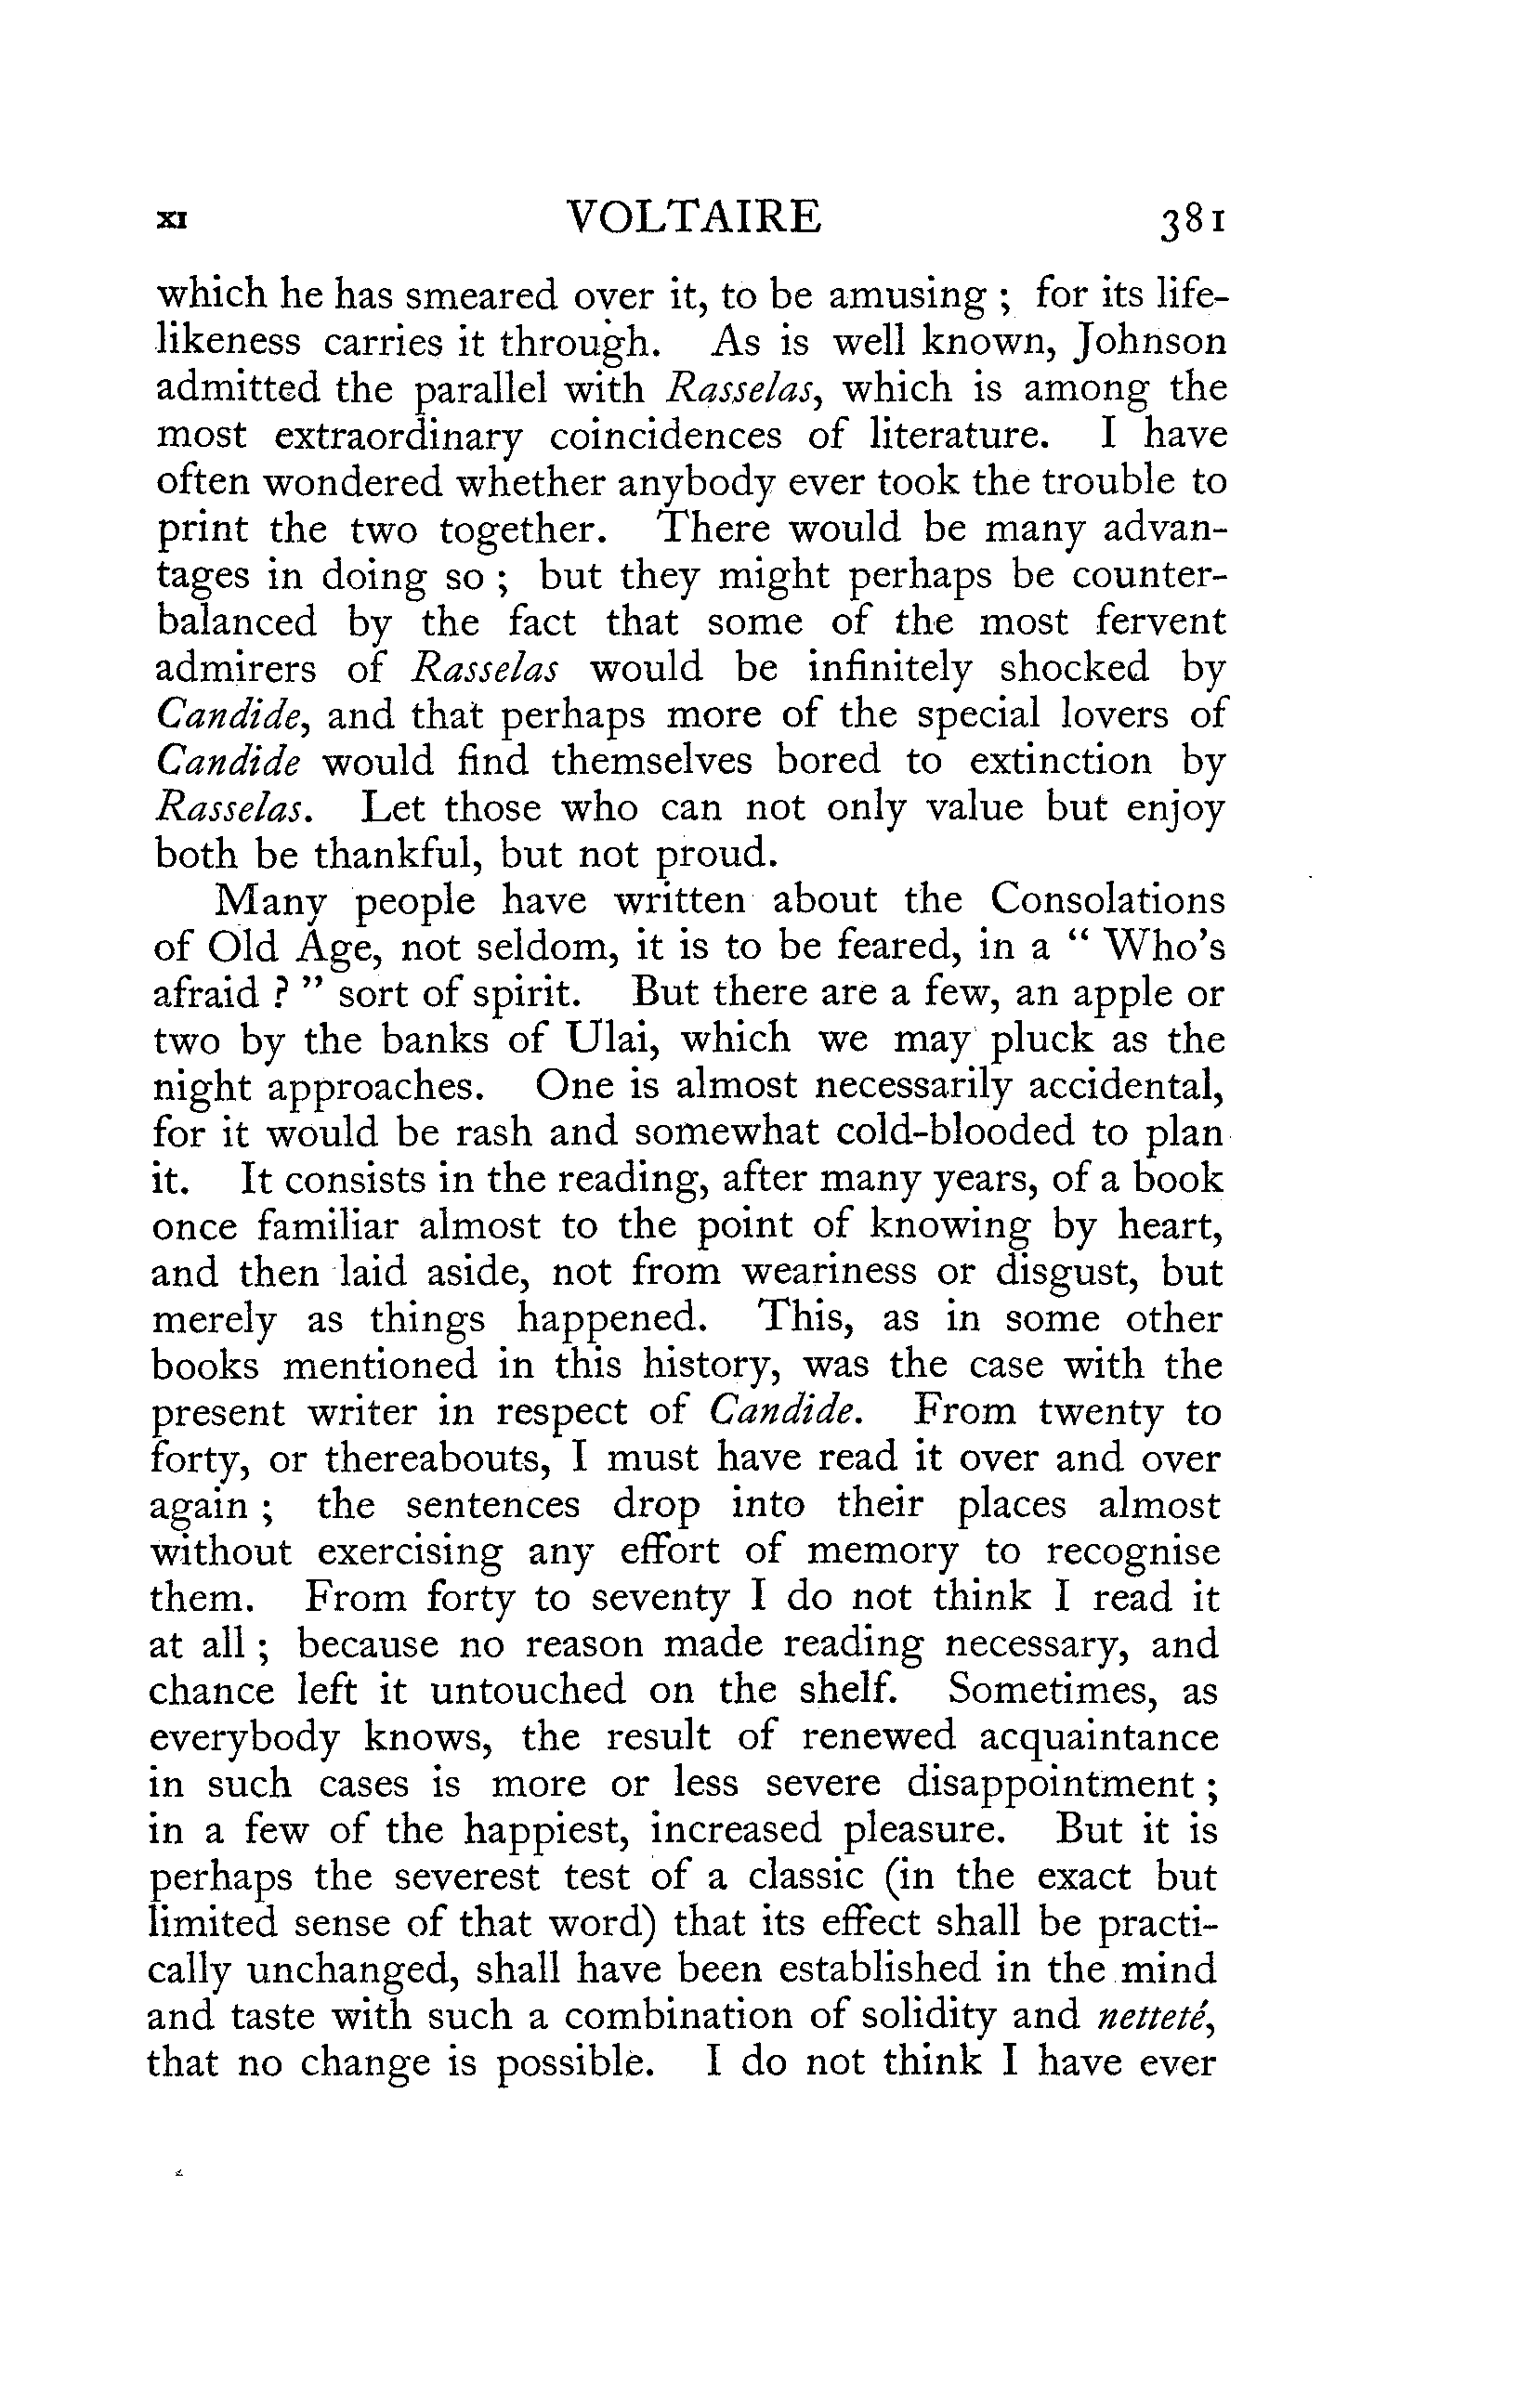 XI VOLTAIRE 381
which he has smeared over it, to be amusing ; for its life-
likeness carries it through. As is well known, Johnson
admitted the parallel with Rasselas, which is among the
most extraordinary coincidences of literature. I have
often wondered whether anybody ever took the trouble to
print the two together. There would be many advan-
tages in doing so ; but they might perhaps be counter-
balanced by the fact that some of the most fervent
admirers of Rasselas would be infinitely shocked by
Candide, and that perhaps more of the special lovers of
Candide would find themselves bored to extinction by
Rasselas. Let those who can not only value but enjoy
both be thankful, but not proud.
Many people have written about the Consolations
of Old Age, not seldom, it is to be feared, in a “ Who’s
afraid ? ” sort of spirit. But there are a few, an apple or
two by the banks of Ulai, which we may pluck as the
night approaches. One is almost necessarily accidental,
for it would be rash and somewhat cold-blooded to plan
it. It consists in the reading, after many years, of a book
once familiar almost to the point of knowing by heart,
and then laid aside, not from weariness or disgust, but
merely as things happened. This, as in some other
books mentioned in this history, was the case with the
present writer in respect of Candide. From twenty to
forty, or thereabouts, I must have read it over and over
again ; the sentences drop into their places almost
without exercising any effort of memory to recognise
them. From forty to seventy I do not think I read it
at all ; because no reason made reading necessary, and
chance left it untouched on the shelf. Sometimes, as
everybody knows, the result of renewed acquaintance
in such cases is more or less severe disappointment ;
in a few of the happiest, increased pleasure. But it is
perhaps the severest test of a classic (in the exact but
limited sense of that word) that its effect shall be practi-
cally unchanged, shall have been established in the mind
and taste with such a combination of solidity and netteté,
that no change is possible. I do not think I have ever